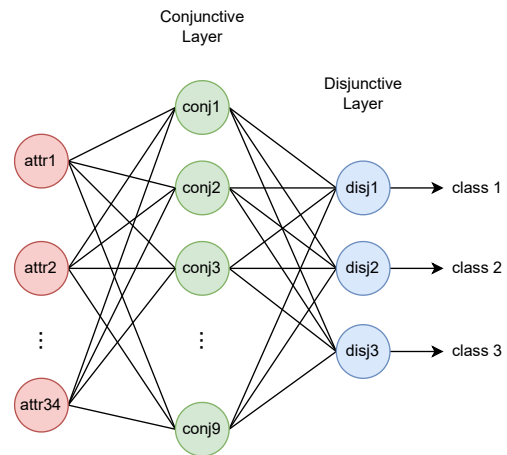 Conjunctive
Layer
Disjunctive
Layer
attr1
attr2
⋮
attr34
conj1
conj2
conj3
⋮
conj9
disj1
disj2
disj3
class 1
class 2
class 3